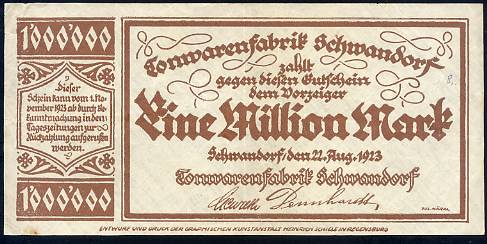 1'000'000
Dieser
Schein kann vom 1. No=
vember 1923 ab durch Be=
kanntmachung in den
Tageszeitungen zur
Rückzahlung aufgerufen
werden.
1'000'000
Tonwarenfabrik Schwandorf
zahlt
gegen diesen Gutschein
dem Vorzeiger
Eine Million Mark
Schwandorf, den 22. Aug. 1923
Tonwarenfabrik Schwandorf
ENTWURF UND DRUCK DER GRAPHISCHEN KUNSTANSTALT HEINRICH SCHIELE IN REGENSBURG